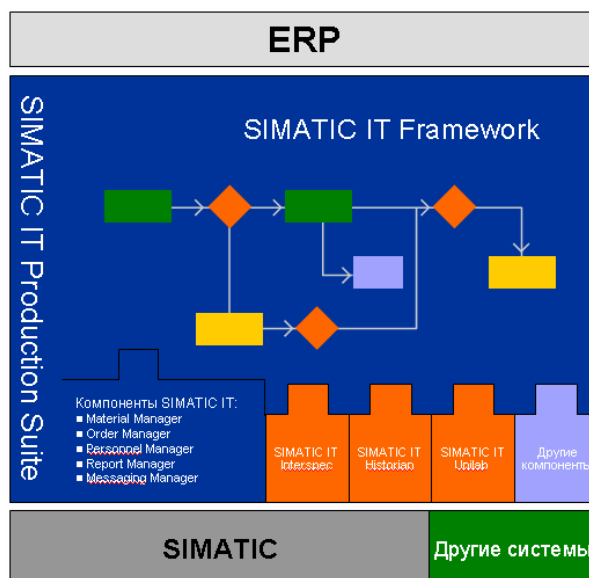 ERP
SIMATIC IT Production Suite
SIMATIC IT Framework
Компоненты SIMATIC IT:
■ Material Manager
■ Order Manager
■ Personnel Manager
■ Report Manager
■ Messaging Manager
SIMATIC IT
Interspec
SIMATIC IT
Historian
SIMATIC IT
Unilab
Другие
компоненты
SIMATIC
Другие системы